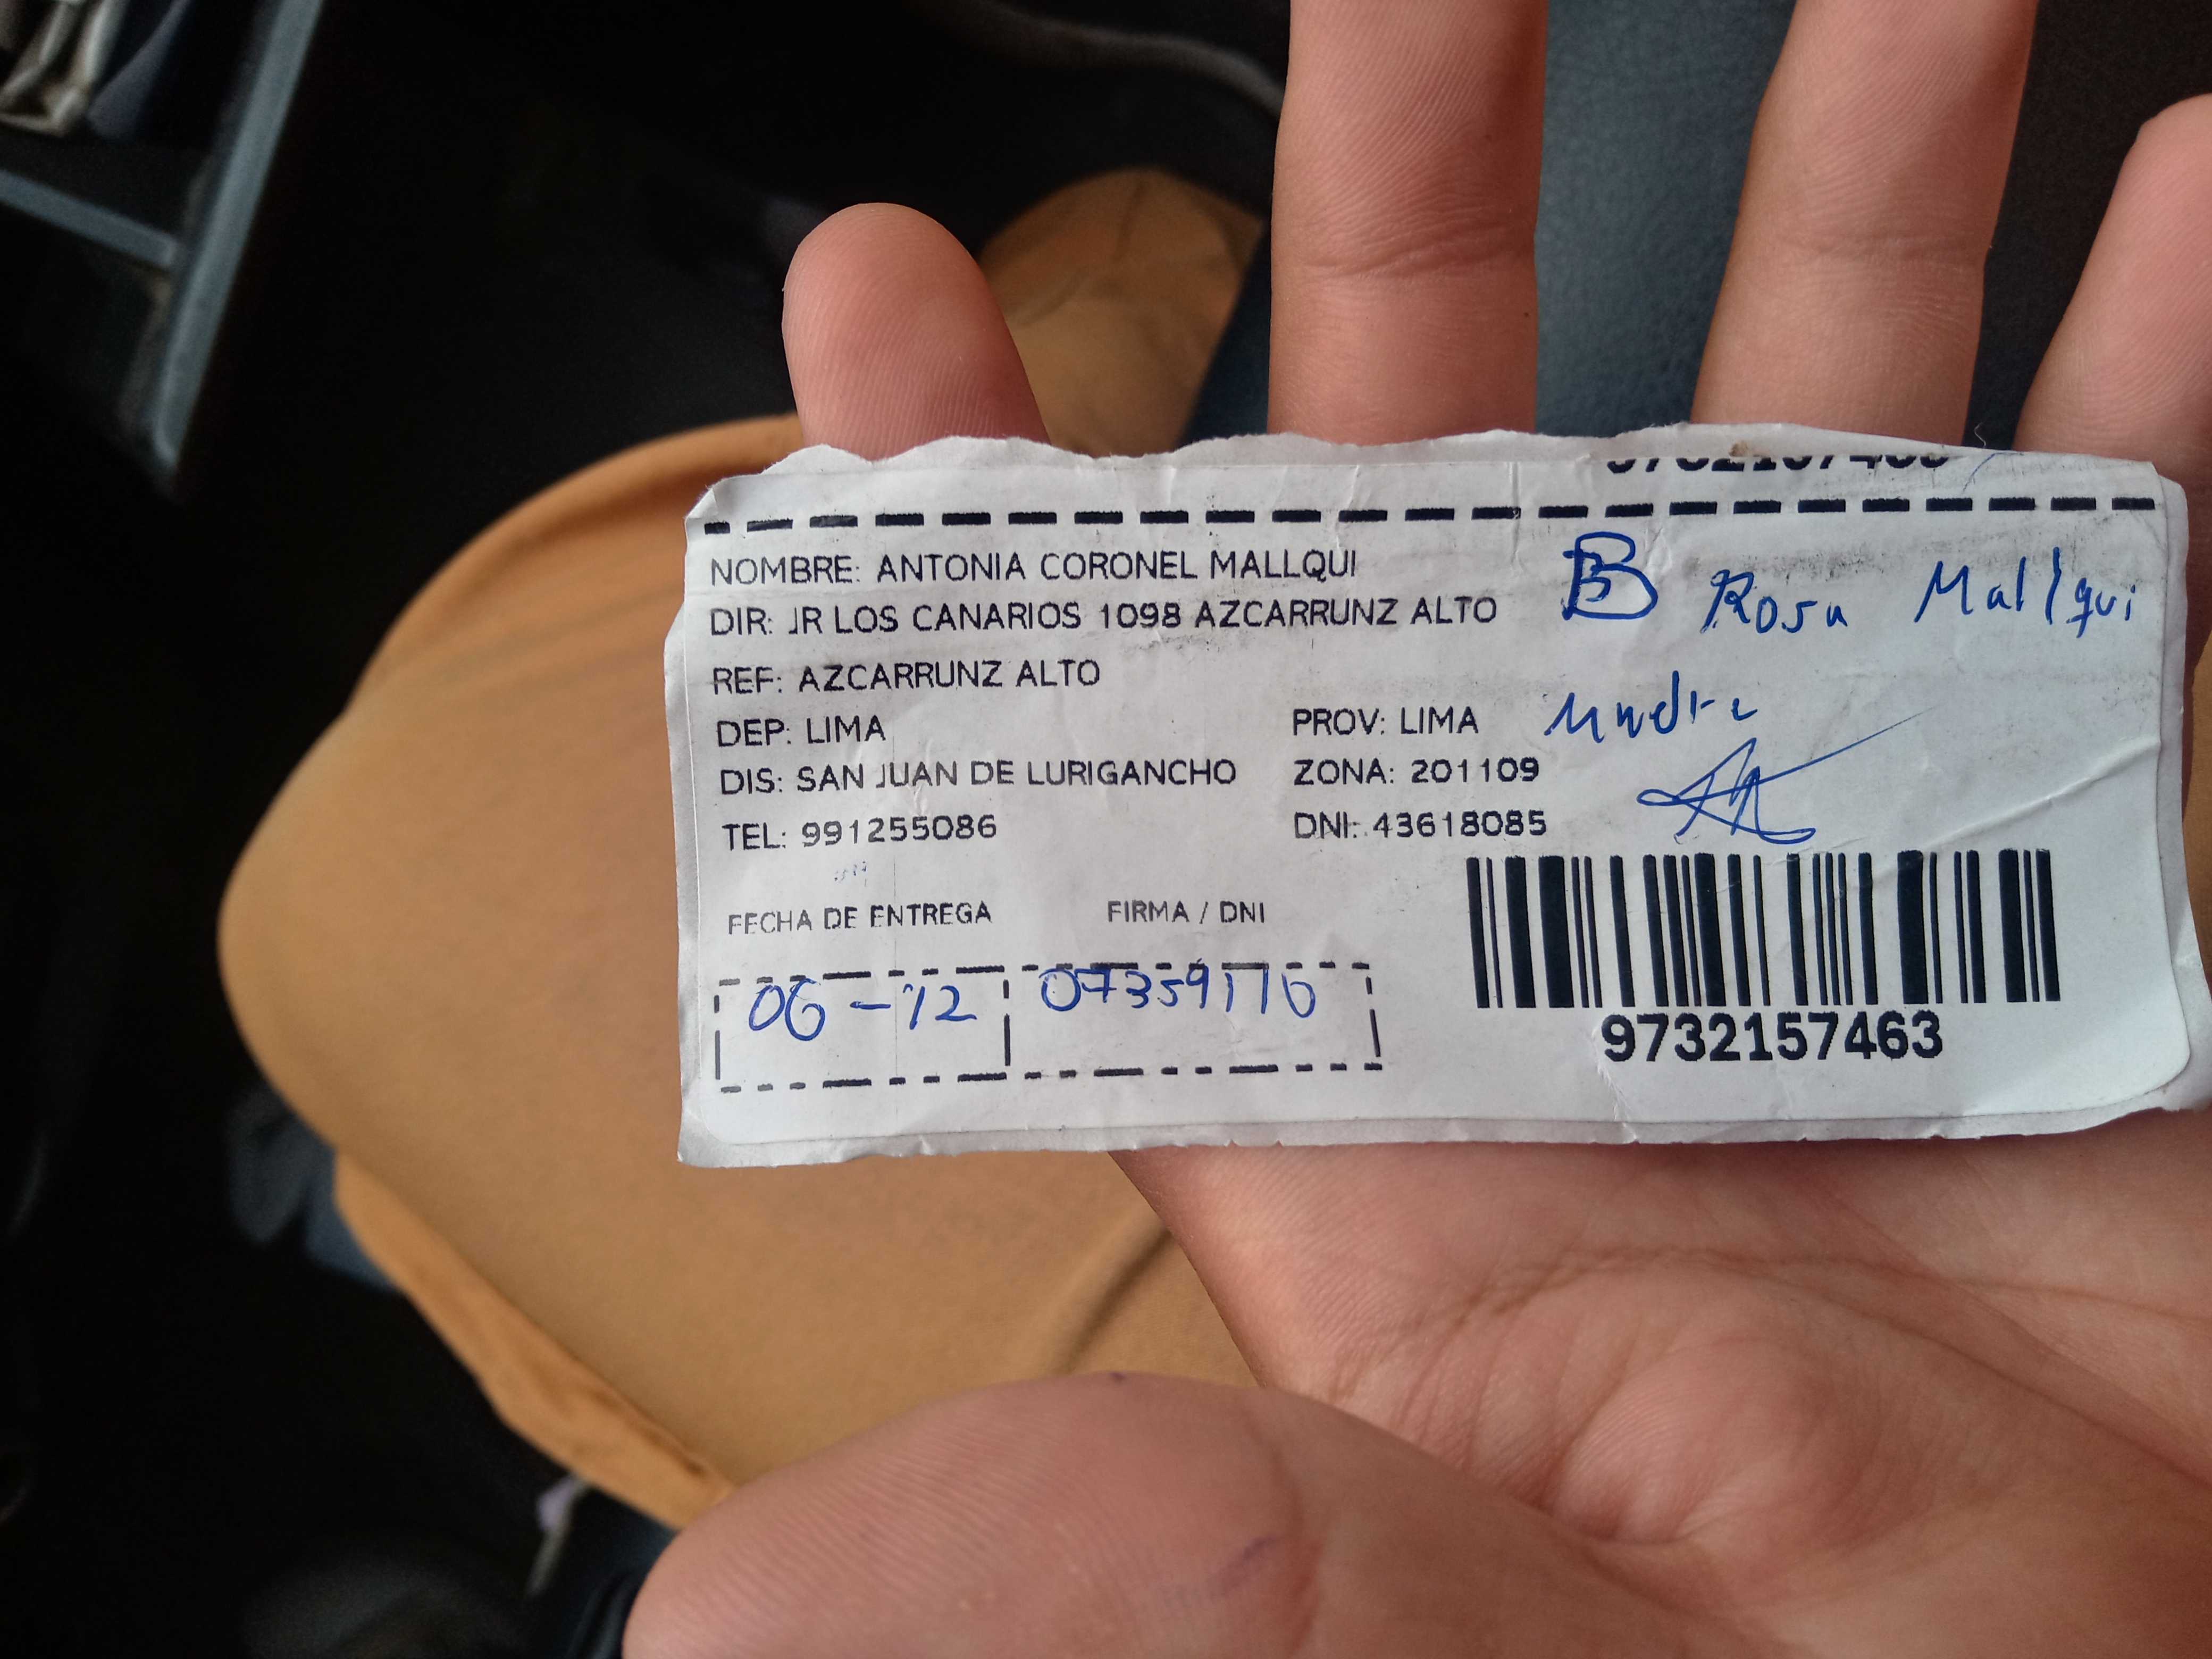 NOMBRE: ANTONIA CORONEL MALLQUI
DIR: JR LOS CANARIOS 1098 AZCARRUNZ ALTO
B Rosa Mallqui
REF: AZCARRUNZ ALTO
Madre
DEP: LIMA PROV: LIMA
DIS: SAN JUAN DE LURIGANCHO ZONA: 201109
TEL: 991255086 DNI: 43618085
FECHA DE ENTREGA FIRMA / DNI
06-12 07359176
9732157463